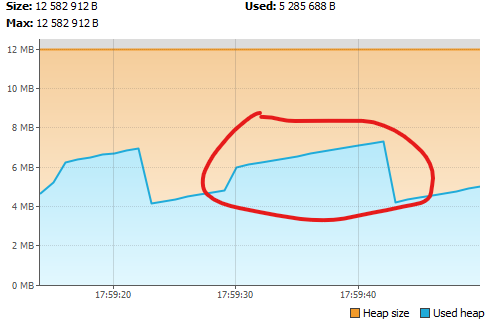 Size: 12 582 912 B Used: 5 285 688 B
Max: 12 582 912 B
12 MB
10 MB
8 MB
6 MB
4 MB
2 MB
0 MB
17:59:20 17:59:30 17:59:40
Heap size Used heap